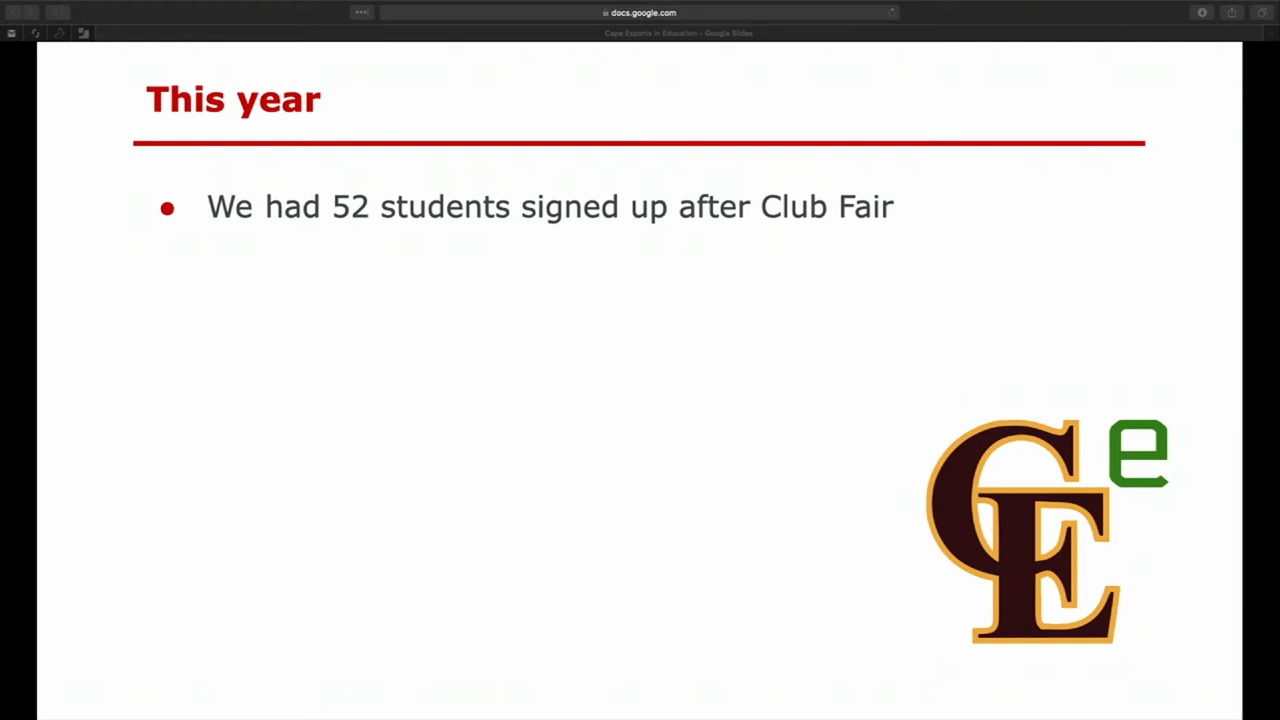 docs.google.com
Cape Esports in Education - Google Slides
This year
We had 52 students signed up after Club Fair
CE
e